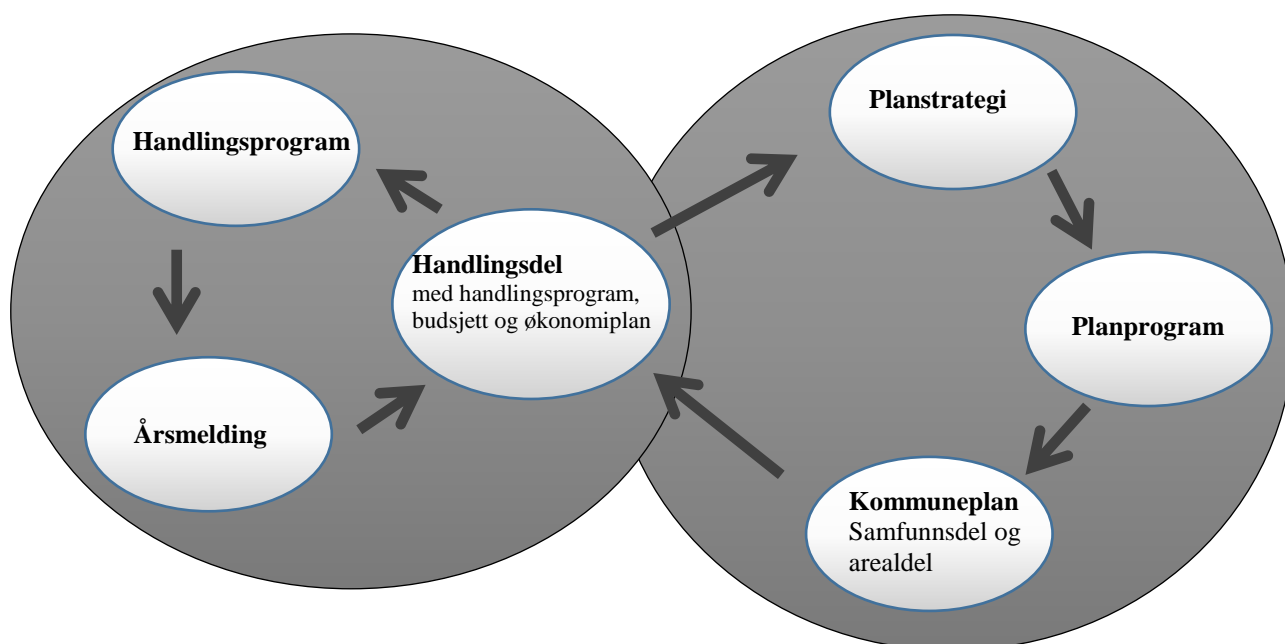 Handlingsprogram
Årsmelding
Handlingsdel
med handlingsprogram,
budsjett og økonomiplan
Planstrategi
Planprogram
Kommuneplan
Samfunnsdel og
arealdel